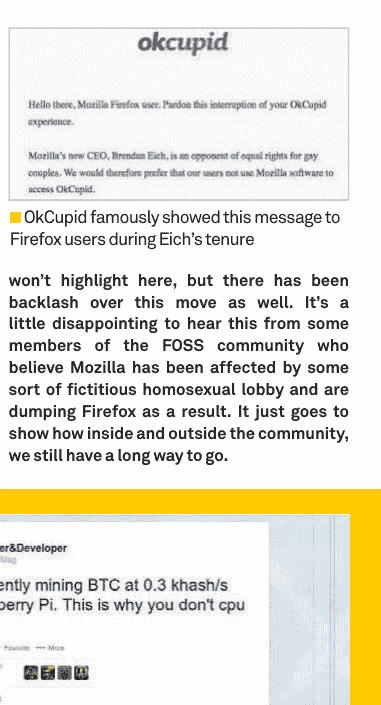 okcupid
Hello there, Mozilla Firefox user. Pardon this interruption of your OkCupid
experience.
Mozilla's new CEO, Brendan Eich, is an opponent of equal rights for gay
couples. We would therefore prefer that our users not use Mozilla software to
access OkCupid.
OkCupid famously showed this message to
Firefox users during Eich's tenure
won't highlight here, but there has been
backlash over this move as well. It's a
little disappointing to hear this from some
members of the FOSS community who
believe Mozilla has been affected by some
sort of fictitious homosexual lobby and are
dumping Firefox as a result. It just goes to
show how inside and outside the community,
we still have a long way to go.
er&Developer
Mag
ently mining BTC at 0.3 khash/s
berry Pi. This is why you don't cpu
Favorite ••• More